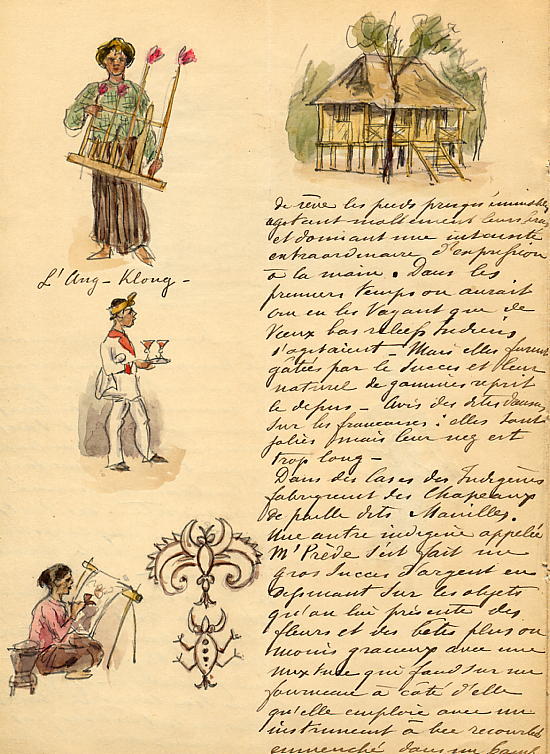 L'Ang-Klong-
de rêve les pieds presqu'immobiles
agitant mollement leurs bras
et donnant une intensité
extraordinaire d'expression
à la main. Dans les
premiers temps on aurait
cru en les voyant que de
vieux bas reliefs Indiens
s'agitaient - Mais elles furent
gâtées par le succès et leur
naturel de gamines reprit
le dessus - Avis des dites danseuses
sur les françaises : elles sont
jolies mais leur nez est
trop long -
Dans des Cases des Indigènes
fabriquent des Chapeaux
de paille dits Manilles.
Une autre indigène appelée
Mme Prède s'est fait un
gros succès d'argent en
dessinant sur les objets
qu'on lui présente des
fleurs et des bêtes plus ou
moins gracieux avec une
mixture qui fond sur un
fourneau à côté d'elle
qu'elle emploie avec un
instrument à bec recourbé
emmenché dans un